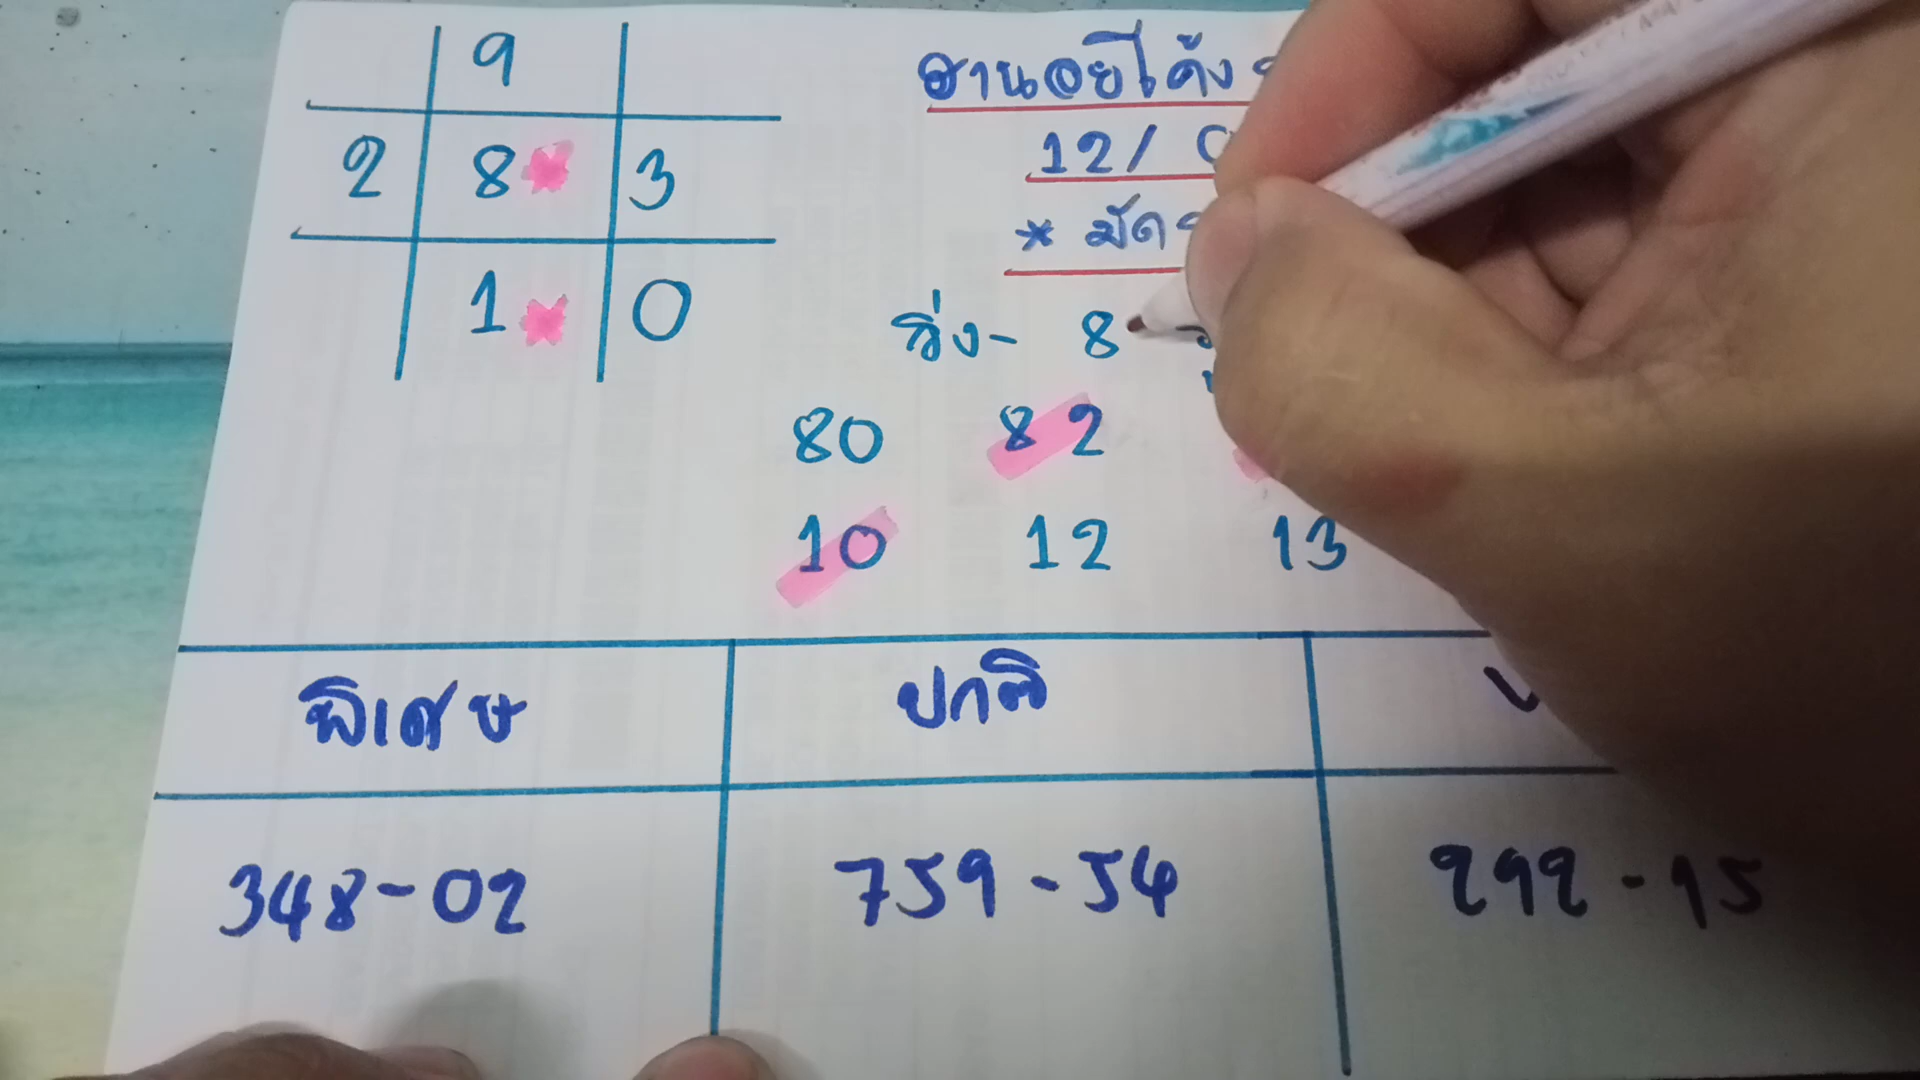 9
2 8 3
1 0
ฮานอยโค้ง
12/
* มัด
วิ่ง- 8
80 82
10 12 13
พิเศษ ปกติ
348-02 759-54 292-15